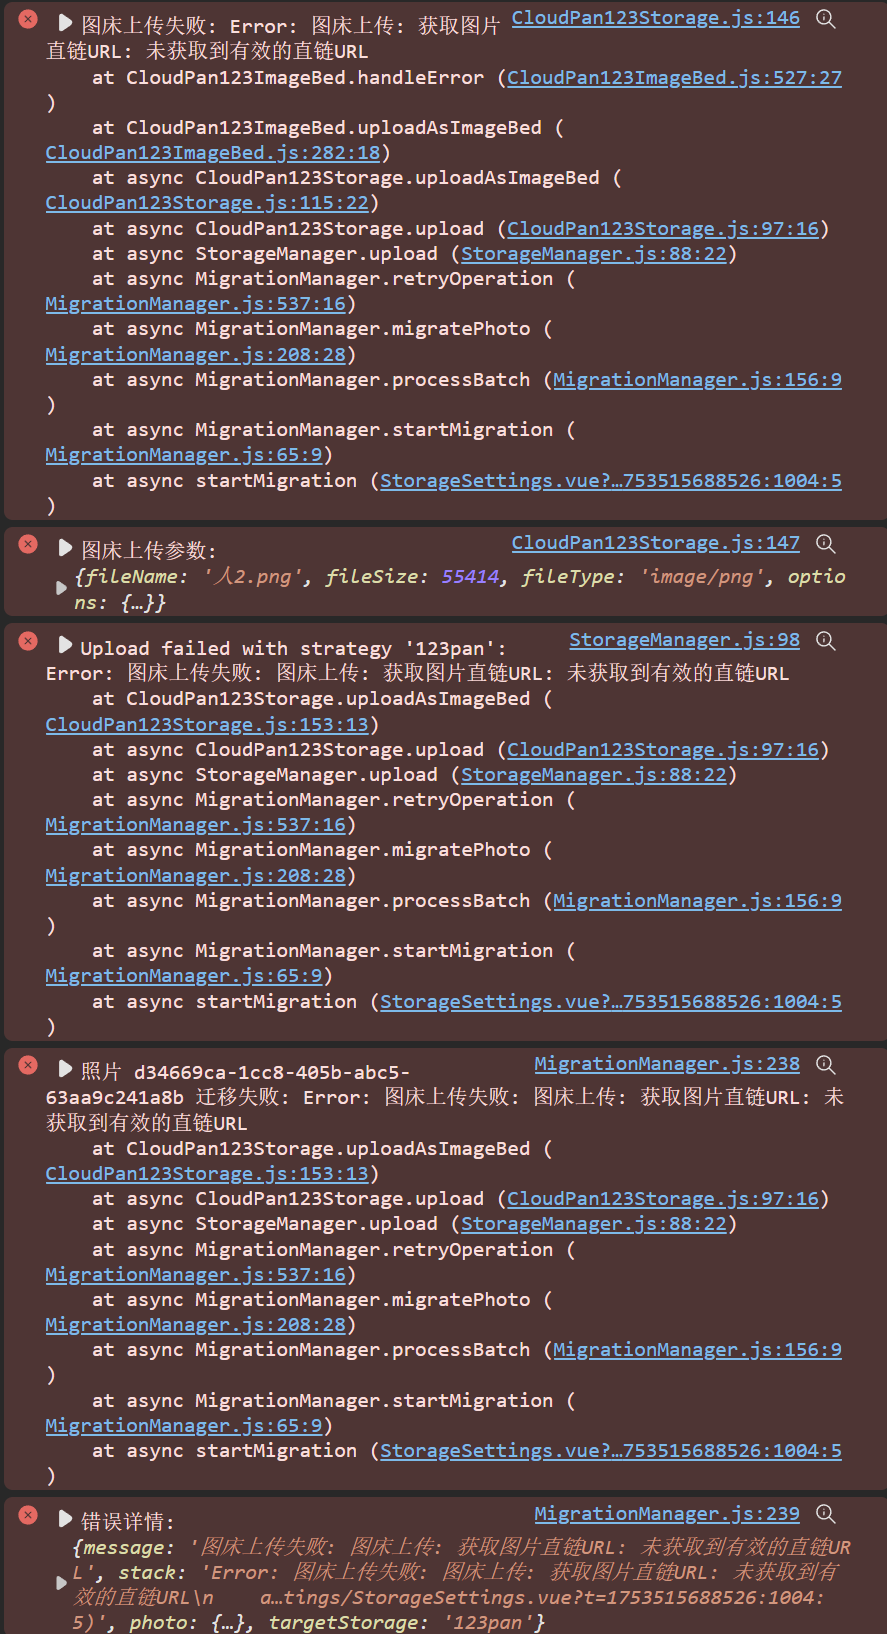 图床上传失败: Error: 图床上传: 获取图片 CloudPan123Storage.js:146
直链URL: 未获取到有效的直链URL
at CloudPan123ImageBed.handleError (CloudPan123ImageBed.js:527:27
)
at CloudPan123ImageBed.uploadAsImageBed (
CloudPan123ImageBed.js:282:18)
at async CloudPan123Storage.uploadAsImageBed (
CloudPan123Storage.js:115:22)
at async CloudPan123Storage.upload (CloudPan123Storage.js:97:16)
at async StorageManager.upload (StorageManager.js:88:22)
at async MigrationManager.retryOperation (
MigrationManager.js:537:16)
at async MigrationManager.migratePhoto (
MigrationManager.js:208:28)
at async MigrationManager.processBatch (MigrationManager.js:156:9
)
at async MigrationManager.startMigration (
MigrationManager.js:65:9)
at async startMigration (StorageSettings.vue?…753515688526:1004:5
)
图床上传参数: CloudPan123Storage.js:147
{fileName: '人2.png', fileSize: 55414, fileType: 'image/png', optio
ns: {…}}
Upload failed with strategy '123pan': StorageManager.js:98
Error: 图床上传失败: 图床上传: 获取图片直链URL: 未获取到有效的直链URL
at CloudPan123Storage.uploadAsImageBed (
CloudPan123Storage.js:153:13)
at async CloudPan123Storage.upload (CloudPan123Storage.js:97:16)
at async StorageManager.upload (StorageManager.js:88:22)
at async MigrationManager.retryOperation (
MigrationManager.js:537:16)
at async MigrationManager.migratePhoto (
MigrationManager.js:208:28)
at async MigrationManager.processBatch (MigrationManager.js:156:9
)
at async MigrationManager.startMigration (
MigrationManager.js:65:9)
at async startMigration (StorageSettings.vue?…753515688526:1004:5
)
照片 d34669ca-1cc8-405b-abc5- MigrationManager.js:238
63aa9c241a8b 迁移失败: Error: 图床上传失败: 图床上传: 获取图片直链URL: 未
获取到有效的直链URL
at CloudPan123Storage.uploadAsImageBed (
CloudPan123Storage.js:153:13)
at async CloudPan123Storage.upload (CloudPan123Storage.js:97:16)
at async StorageManager.upload (StorageManager.js:88:22)
at async MigrationManager.retryOperation (
MigrationManager.js:537:16)
at async MigrationManager.migratePhoto (
MigrationManager.js:208:28)
at async MigrationManager.processBatch (MigrationManager.js:156:9
)
at async MigrationManager.startMigration (
MigrationManager.js:65:9)
at async startMigration (StorageSettings.vue?…753515688526:1004:5
)
错误详情: MigrationManager.js:239
{message: '图床上传失败: 图床上传: 获取图片直链URL: 未获取到有效的直链UR
L', stack: 'Error: 图床上传失败: 图床上传: 获取图片直链URL: 未获取到有
效的直链URL\n    a…tings/StorageSettings.vue?t=1753515688526:1004:
5)', photo: {…}, targetStorage: '123pan'}